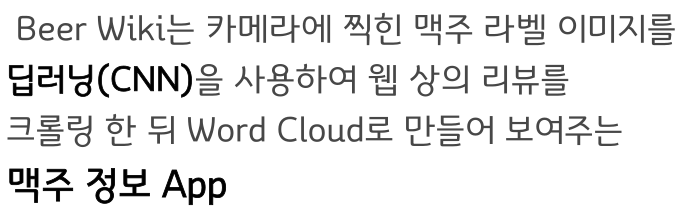 Beer Wiki는 카메라에 찍힌 맥주 라벨 이미지를
딥러닝(CNN)을 사용하여 웹 상의 리뷰를
크롤링 한 뒤 Word Cloud로 만들어 보여주는
맥주 정보 App